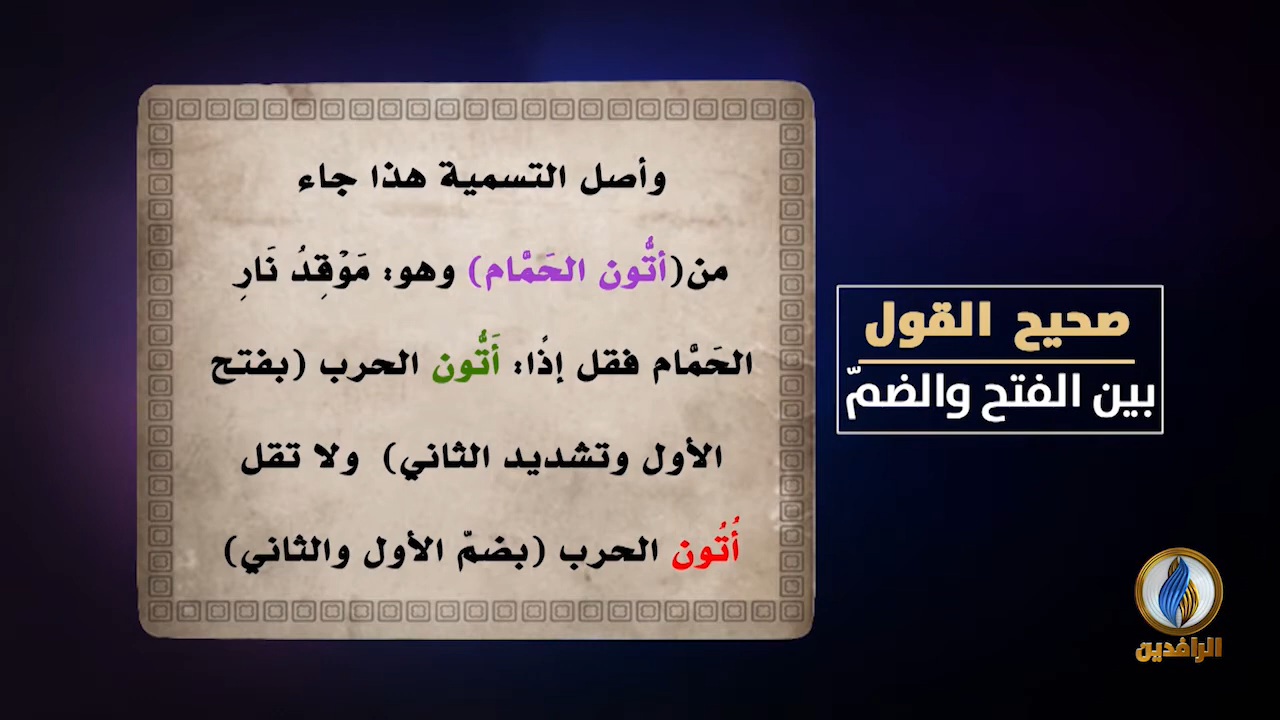 وأصل التسمية هذا جاء
من(أتُّون الحَمَّام) وهو: مَوْقِدُ نَارِ
الحَمَّام فقل إذًا: أَتُّون الحرب (بفتح
الأول وتشديد الثاني) ولا تقل
أُتُون الحرب (بضمّ الأول والثاني)
صحيح القول
بين الفتح والضمّ
الرافدين